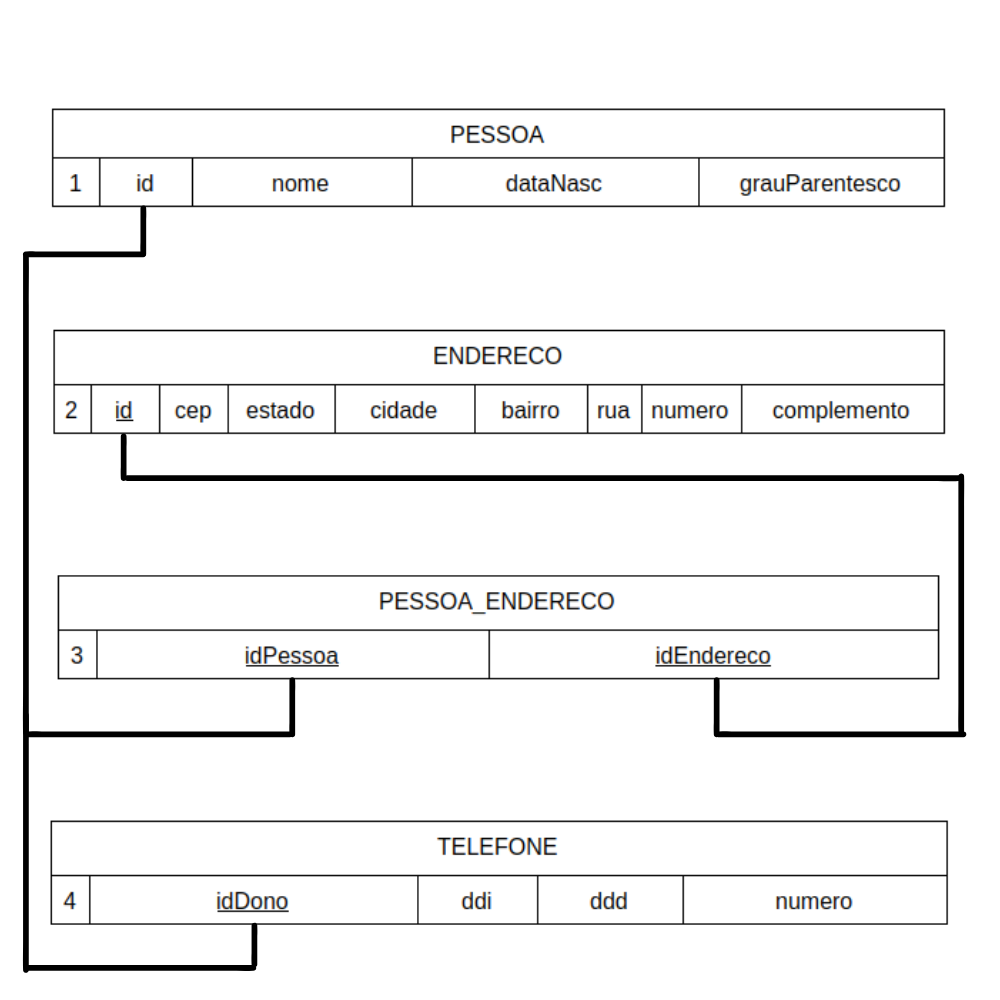 PESSOA
1 id nome dataNasc grauParentesco
ENDERECO
2 id cep estado cidade bairro rua numero complemento
PESSOA_ENDERECO
3 idPessoa idEndereco
TELEFONE
4 idDono ddi ddd numero